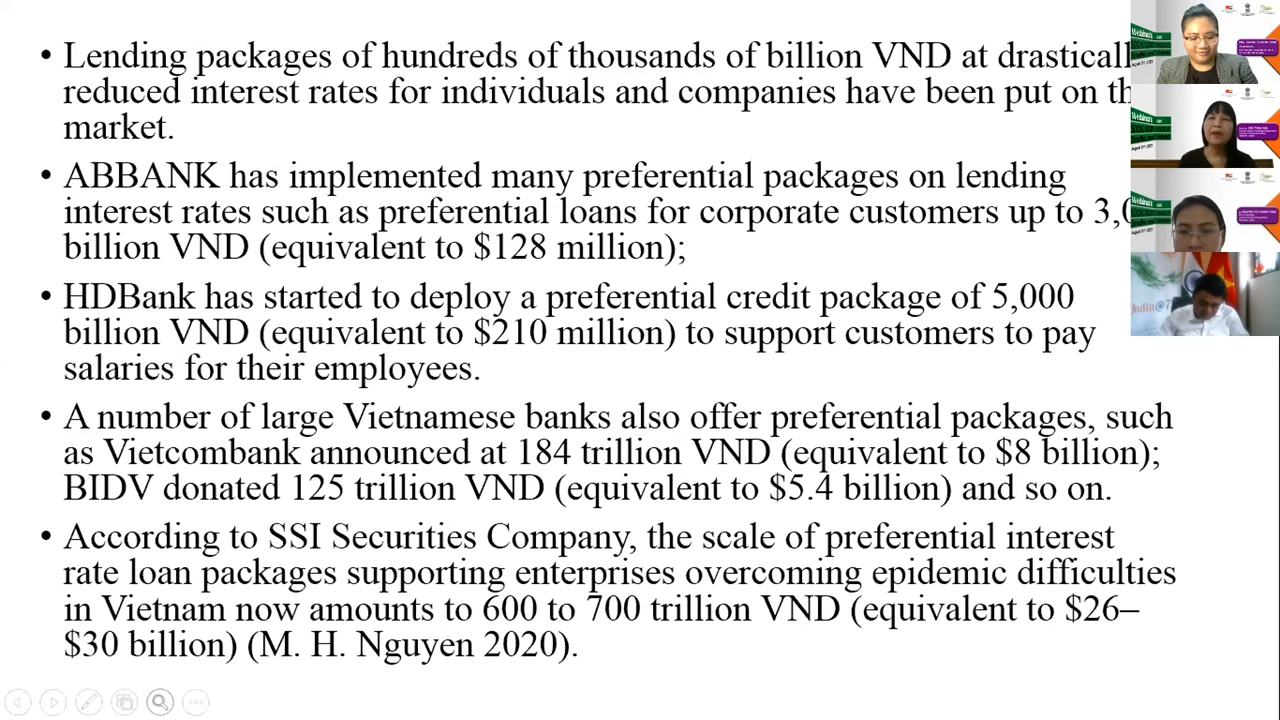 • Lending packages of hundreds of thousands of billion VND at
reduced interest rates for individuals and companies have been put on
market.
• ABBANK has implemented many preferential packages on lending
interest rates such as preferential loans for corporate customers up to
billion VND (equivalent to $128 million);
• HDBank has started to deploy a preferential credit package of 5,000
billion VND (equivalent to $210 million) to support customers to pay
salaries for their employees.
• A number of large Vietnamese banks also offer preferential packages, such
as Vietcombank announced at 184 trillion VND (equivalent to $8 billion);
BIDV donated 125 trillion VND (equivalent to $5.4 billion) and so on.
• According to SSI Securities Company, the scale of preferential interest
rate loan packages supporting enterprises overcoming epidemic difficulties
in Vietnam now amounts to 600 to 700 trillion VND (equivalent to $26–
$30 billion) (M. H. Nguyen 2020).
Webinar
Webinar